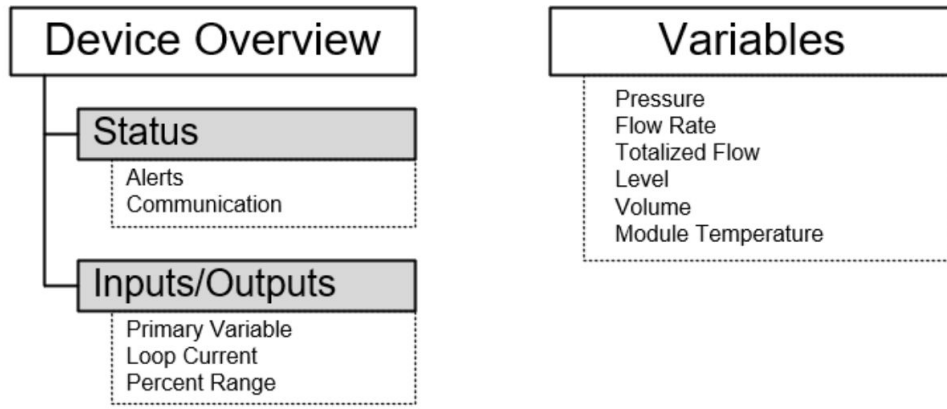 Device Overview
Status
Alerts
Communication
Inputs/Outputs
Primary Variable
Loop Current
Percent Range
Variables
Pressure
Flow Rate
Totalized Flow
Level
Volume
Module Temperature